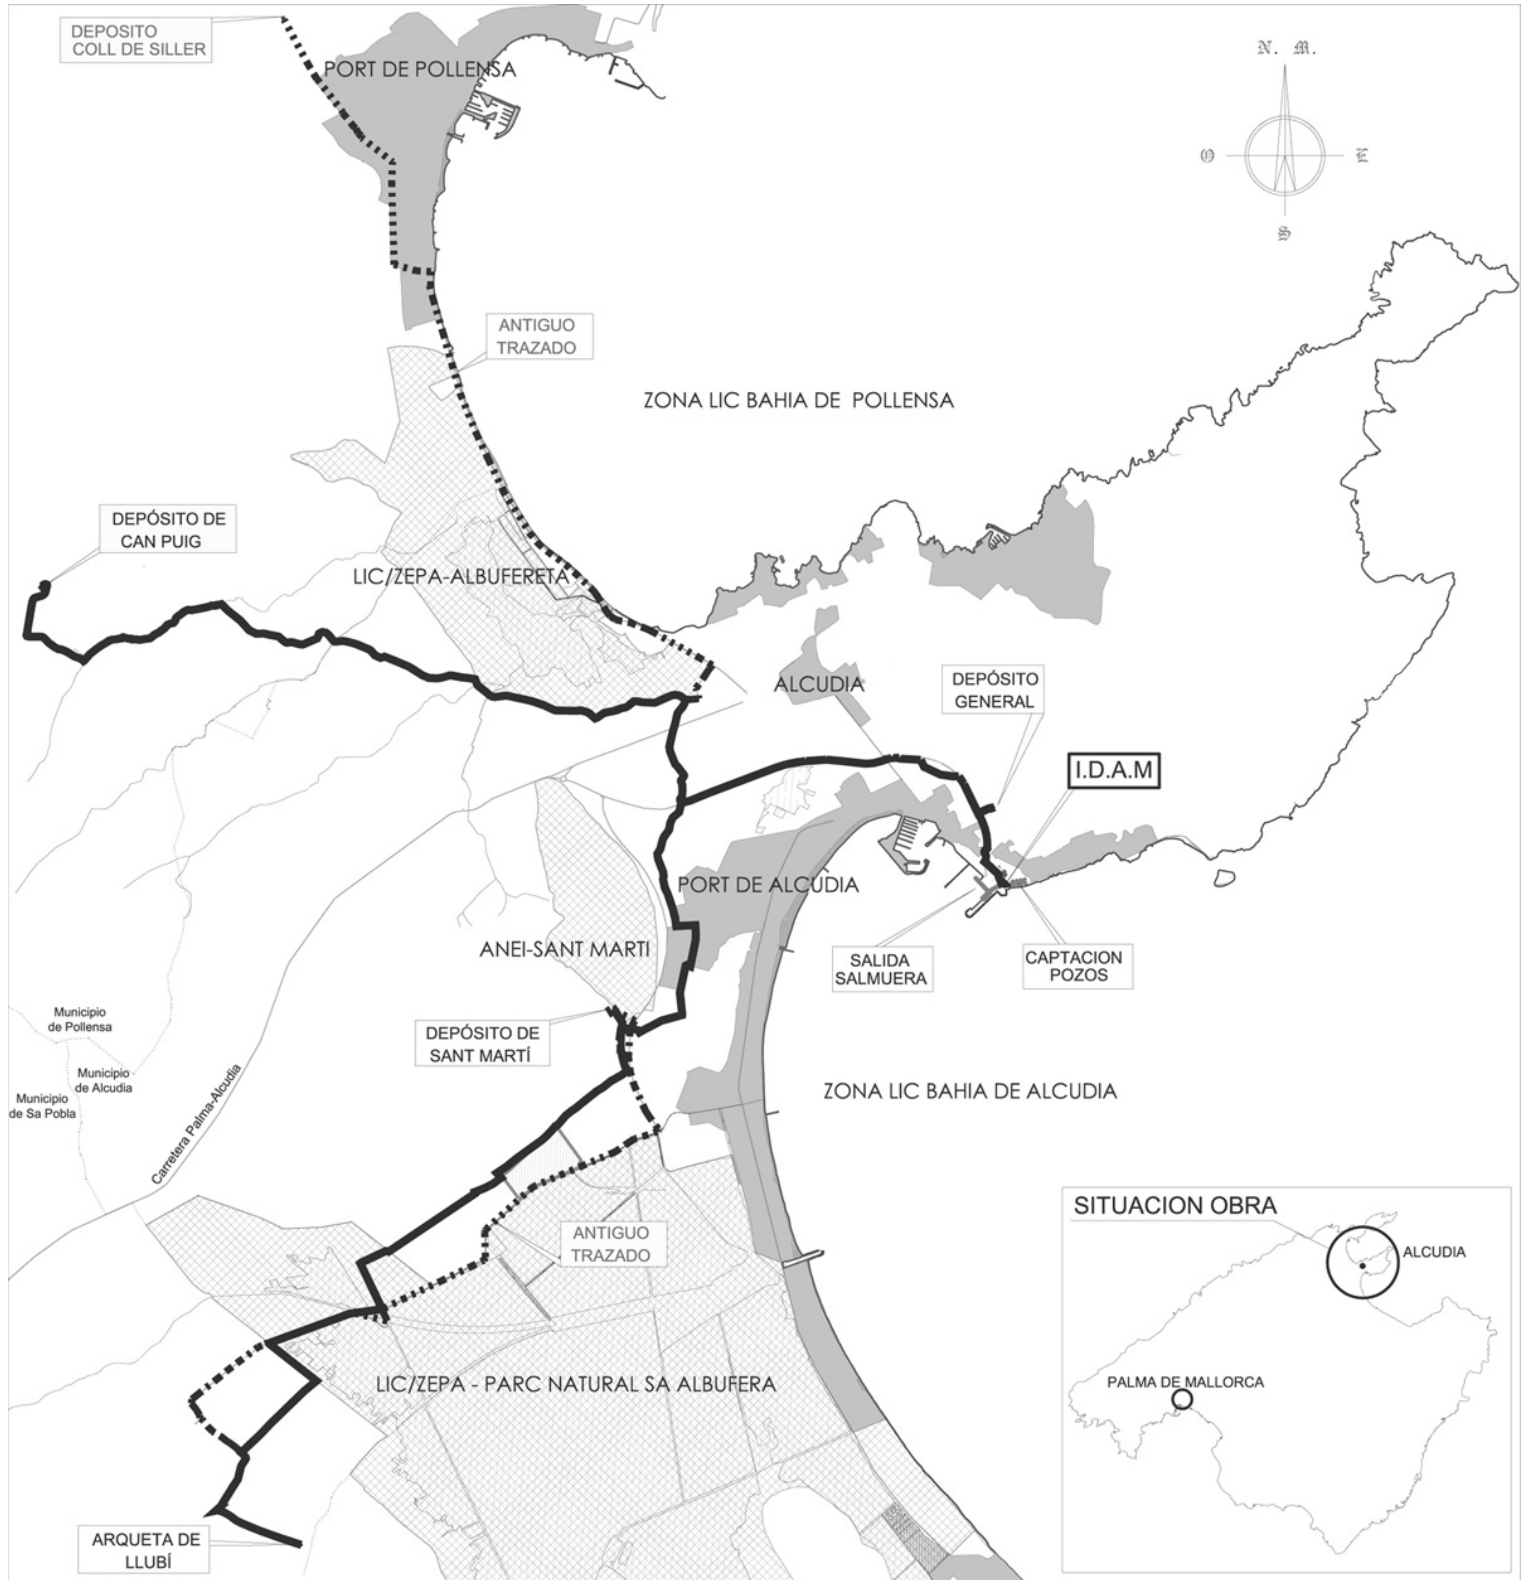 DEPOSITO
COLL DE SILLER
PORT DE POLLENSA
N. M.
O
E
S
ANTIGUO
TRAZADO
ZONA LIC BAHIA DE POLLENSA
DEPÓSITO DE
CAN PUIG
LIC/ZEPA-ALBUFERETA
ALCUDIA
DEPÓSITO
GENERAL
I.D.A.M
PORT DE ALCUDIA
ANEI-SANT MARTI
SALIDA
SALMUERA
CAPTACION
POZOS
DEPÓSITO DE
SANT MARTÍ
Municipio
de Pollensa
Municipio
de Alcudia
Municipio
de Sa Pobla
Carretera Palma-Alcudia
ZONA LIC BAHIA DE ALCUDIA
ANTIGUO
TRAZADO
LIC/ZEPA - PARC NATURAL SA ALBUFERA
ARQUETA DE
LLUBÍ
SITUACION OBRA
ALCUDIA
PALMA DE MALLORCA